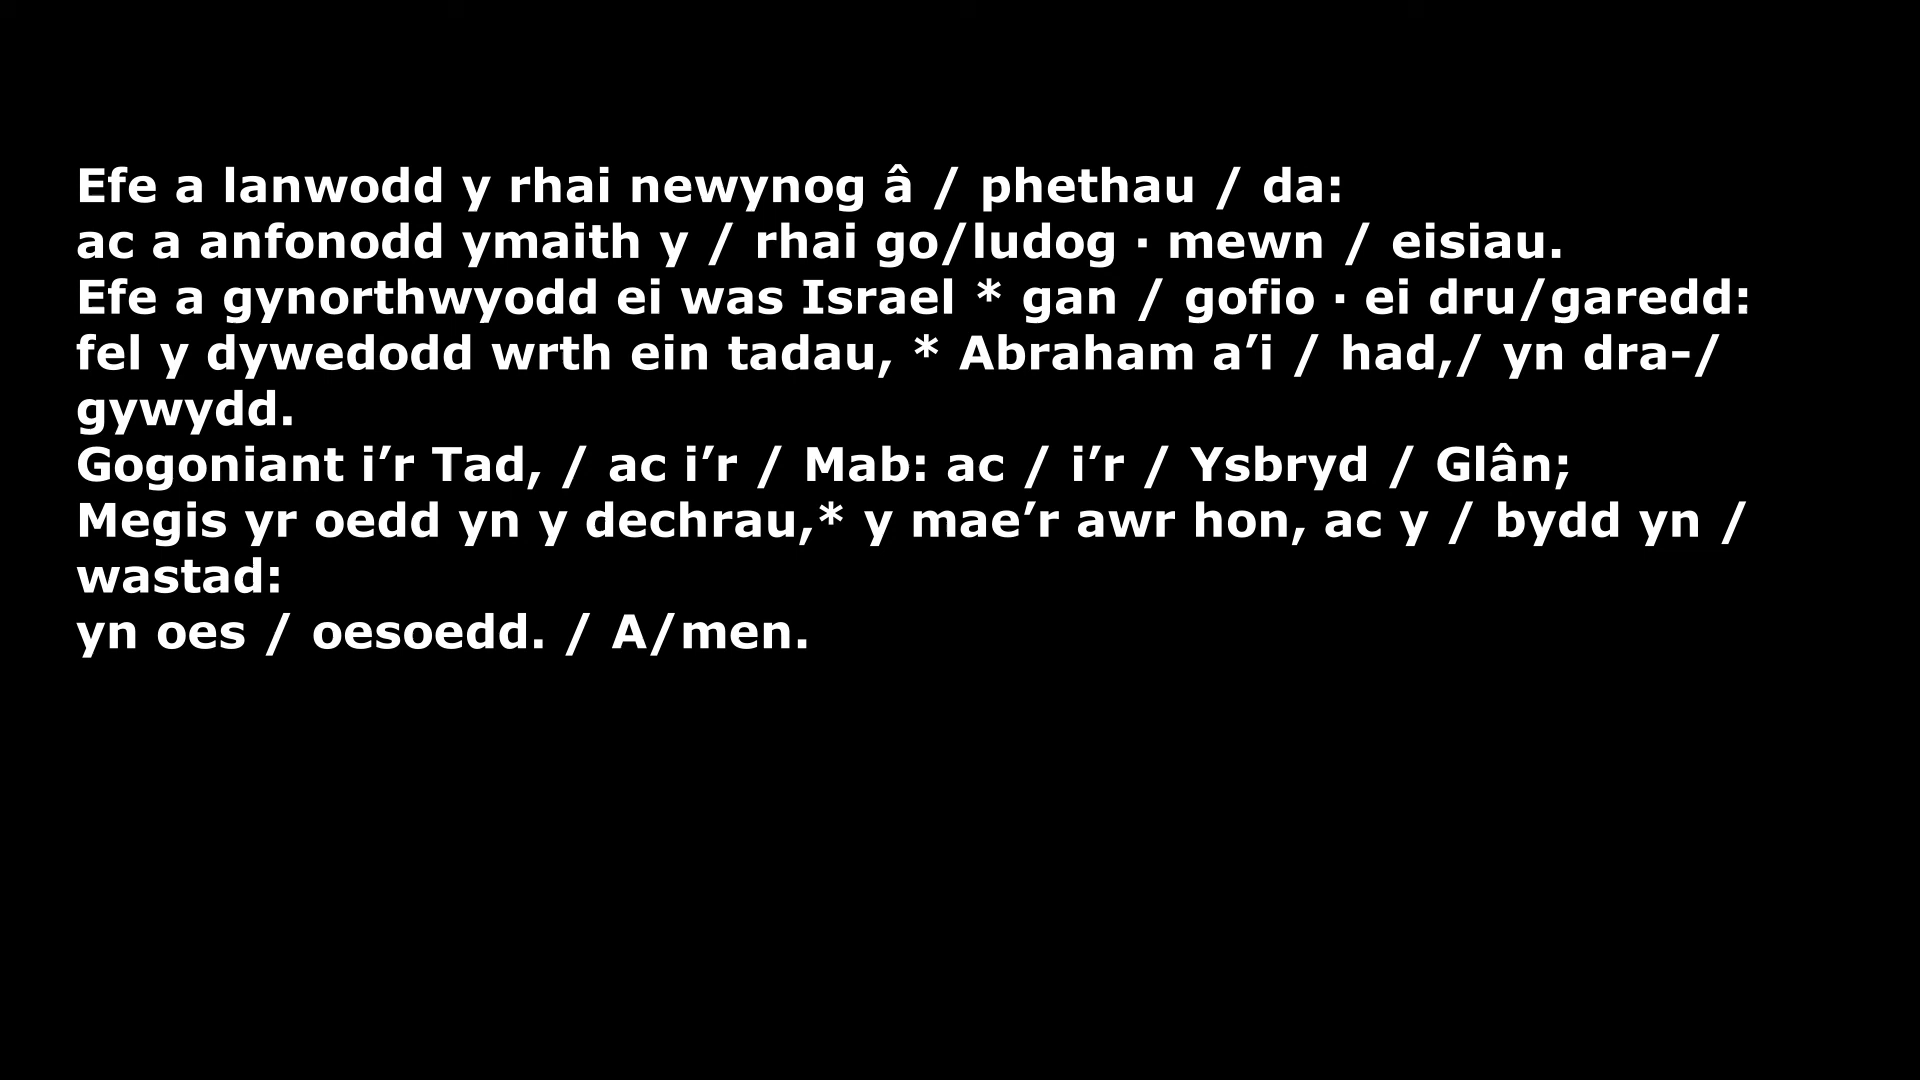 Efe a lanwodd y rhai newynog â / phethau / da:
ac a anfonodd ymaith y / rhai go/ludog · mewn / eisiau.
Efe a gynorthwyodd ei was Israel * gan / gofio · ei dru/garedd:
fel y dywedodd wrth ein tadau, * Abraham a’i / had,/ yn dra-/
gywydd.
Gogoniant i’r Tad, / ac i’r / Mab: ac / i’r / Ysbryd / Glân;
Megis yr oedd yn y dechrau,* y mae’r awr hon, ac y / bydd yn /
wastad:
yn oes / oesoedd. / A/men.